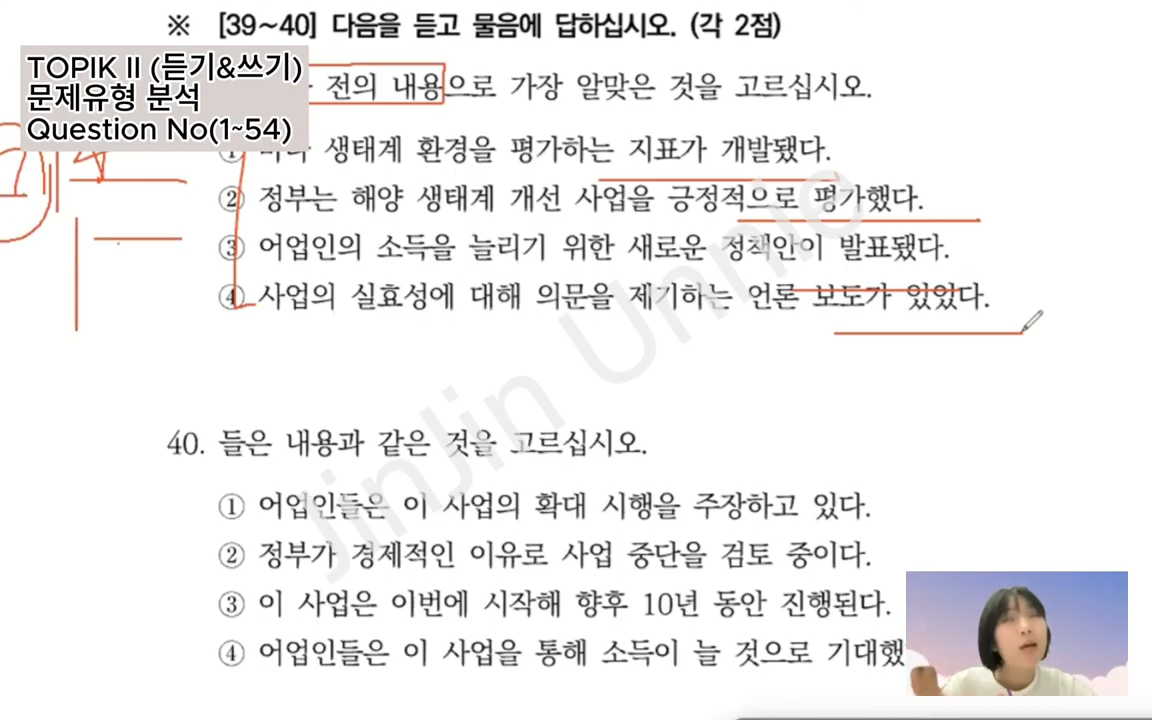 ※ [39~40] 다음을 듣고 물음에 답하십시오. (각 2점)
TOPIK II (듣기&쓰기)
문제유형 분석
Question No(1~54)
전의 내용으로 가장 알맞은 것을 고르십시오.
① 바다 생태계 환경을 평가하는 지표가 개발됐다.
② 정부는 해양 생태계 개선 사업을 긍정적으로 평가했다.
③ 어업인의 소득을 늘리기 위한 새로운 정책안이 발표됐다.
④ 사업의 실효성에 대해 의문을 제기하는 언론 보도가 있었다.
40. 들은 내용과 같은 것을 고르십시오.
① 어업인들은 이 사업의 확대 시행을 주장하고 있다.
② 정부가 경제적인 이유로 사업 중단을 검토 중이다.
③ 이 사업은 이번에 시작해 향후 10년 동안 진행된다.
④ 어업인들은 이 사업을 통해 소득이 늘 것으로 기대했
JinJin Unnie